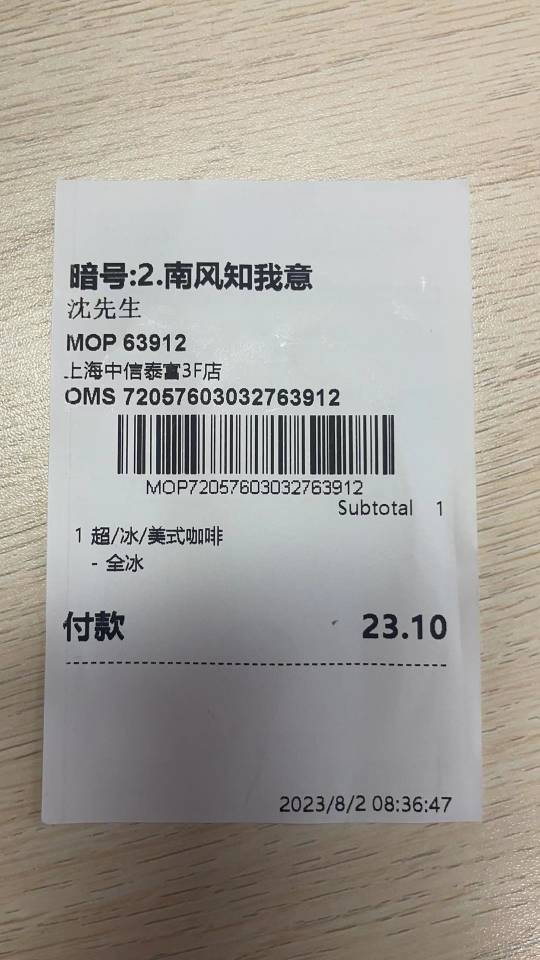 暗号:2.南风知我意
沈先生
MOP 63912
上海中信泰富3F店
OMS 72057603032763912
MOP72057603032763912
Subtotal 1
1 超/冰/美式咖啡
- 全冰
付款 23.10
2023/8/2 08:36:47